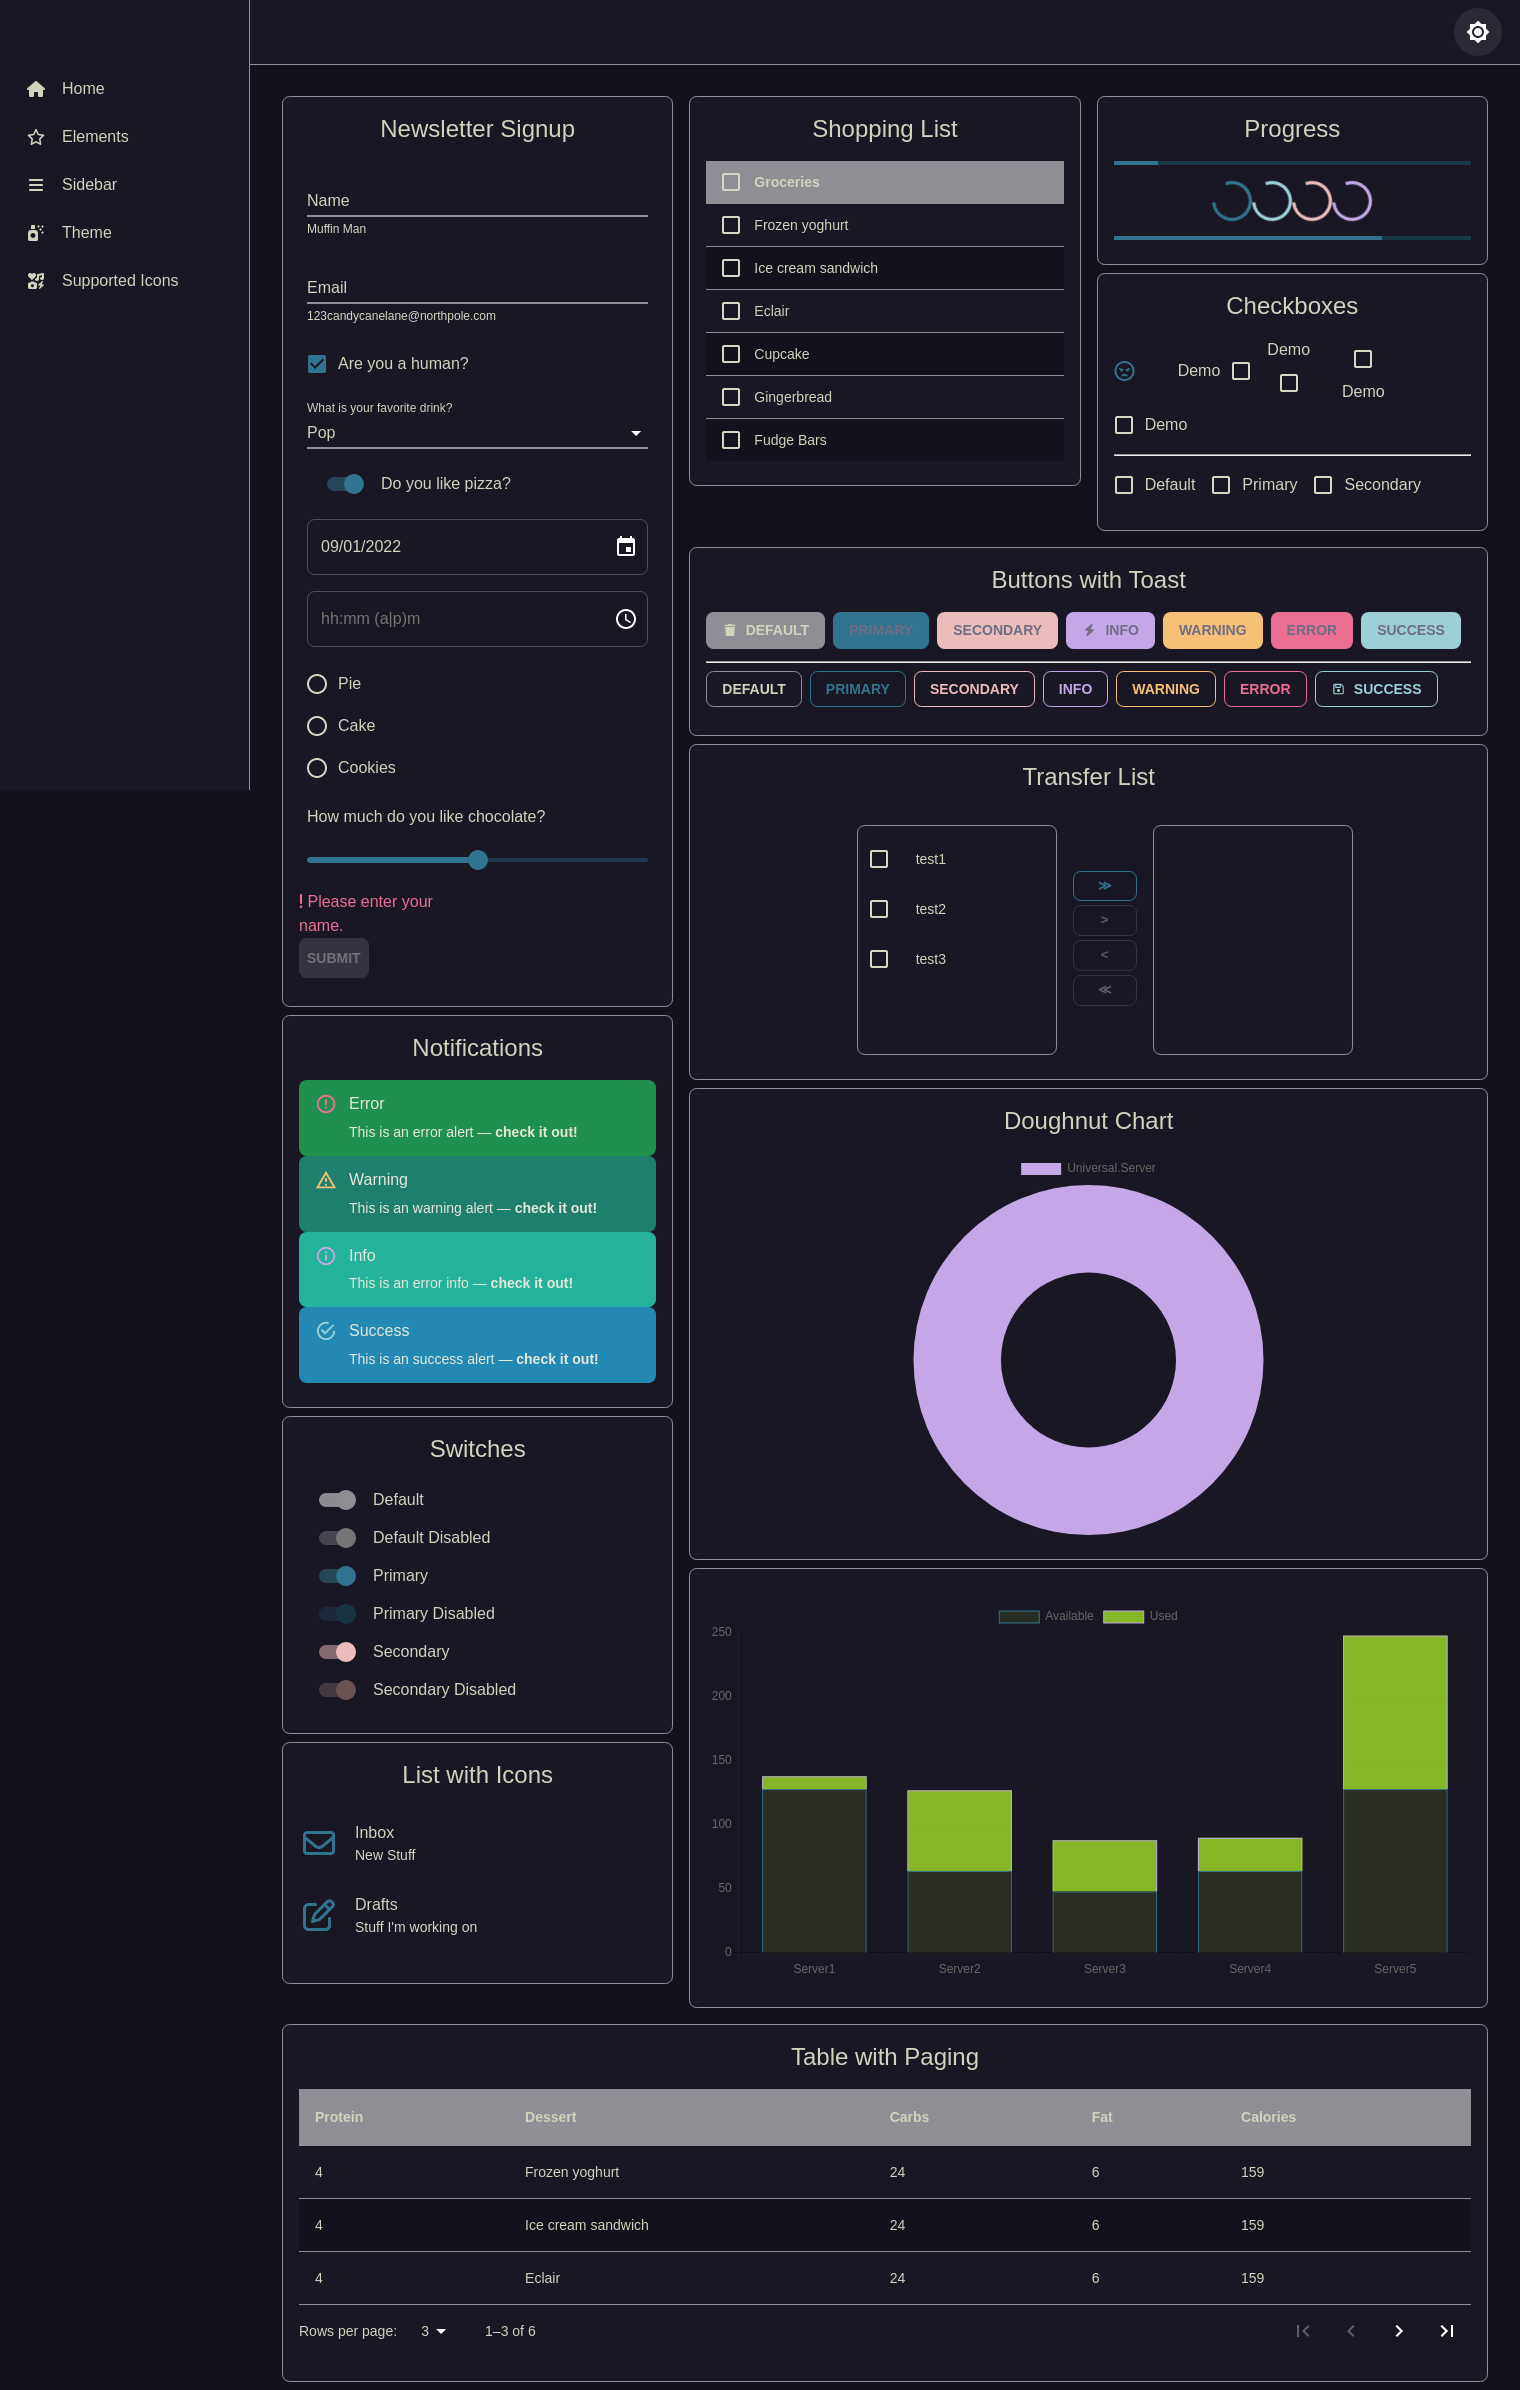 Home
Elements
Sidebar
Theme
Supported Icons
Newsletter Signup
Name
Muffin Man
Email
123candycanelane@northpole.com
Are you a human?
What is your favorite drink?
Pop
Do you like pizza?
09/01/2022
hh:mm (a|p)m
Pie
Cake
Cookies
How much do you like chocolate?
! Please enter your
name.
SUBMIT
Notifications
Error
This is an error alert — check it out!
Warning
This is an warning alert — check it out!
Info
This is an error info — check it out!
Success
This is an success alert — check it out!
Switches
Default
Default Disabled
Primary
Primary Disabled
Secondary
Secondary Disabled
List with Icons
Inbox
New Stuff
Drafts
Stuff I'm working on
Shopping List
Groceries
Frozen yoghurt
Ice cream sandwich
Eclair
Cupcake
Gingerbread
Fudge Bars
Progress
Checkboxes
Demo
Demo
Demo
Demo
Default Primary Secondary
Buttons with Toast
DEFAULT PRIMARY SECONDARY INFO WARNING ERROR SUCCESS
DEFAULT PRIMARY SECONDARY INFO WARNING ERROR SUCCESS
Transfer List
test1
test2
test3
≫
>
<
≪
Doughnut Chart
Universal.Server
Available Used
250
200
150
100
50
0
Server1 Server2 Server3 Server4 Server5
Table with Paging
Protein Dessert Carbs Fat Calories
4 Frozen yoghurt 24 6 159
4 Ice cream sandwich 24 6 159
4 Eclair 24 6 159
Rows per page: 3 1–3 of 6